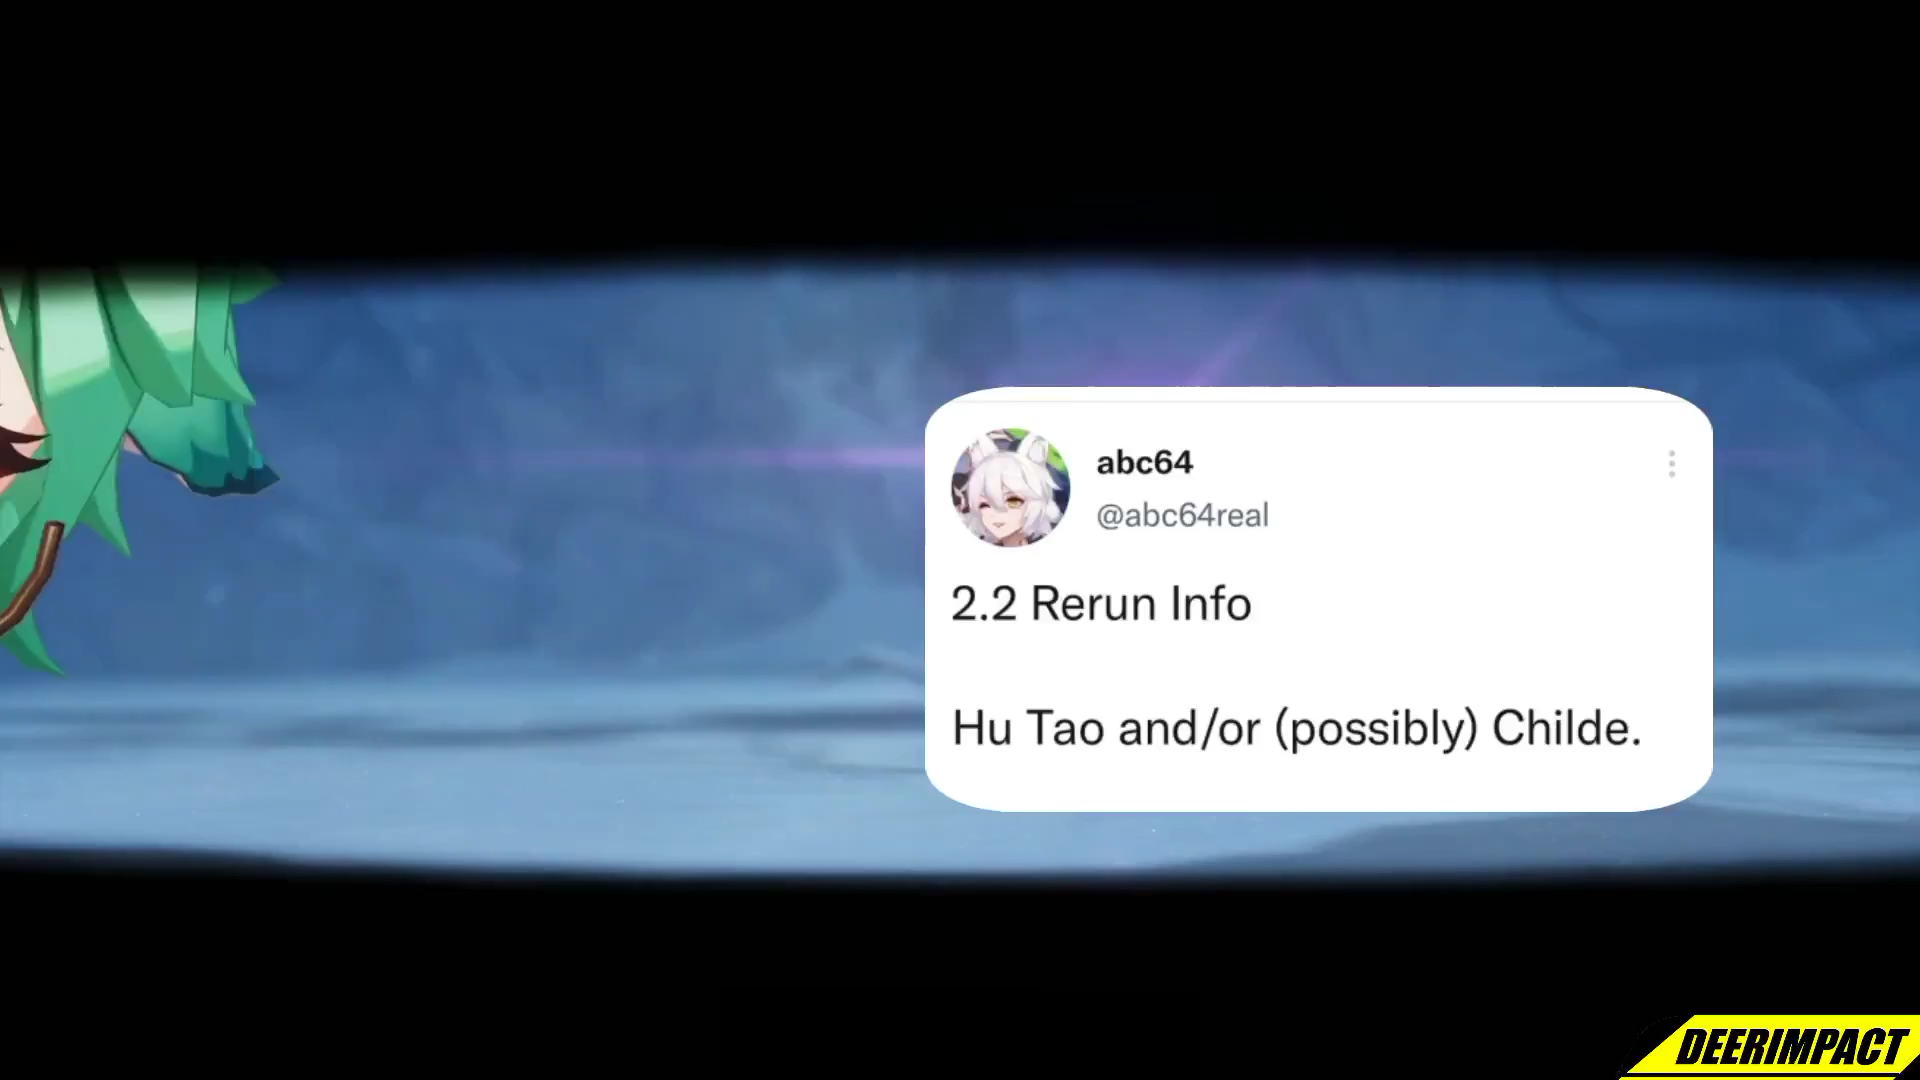 abc64
@abc64real
2.2 Rerun Info
Hu Tao and/or (possibly) Childe.
DEERIMPACT